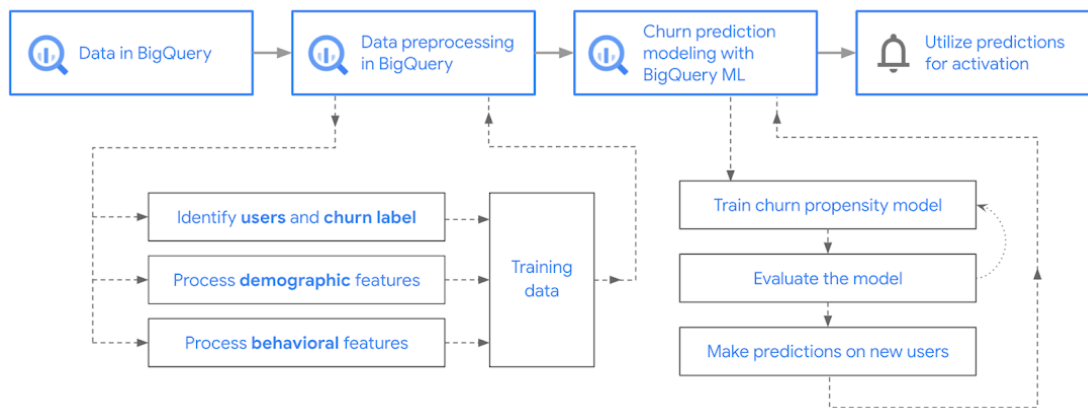 Data in BigQuery
Data preprocessing
in BigQuery
Churn prediction
modeling with
BigQuery ML
Utilize predictions
for activation
Identify users and churn label
Process demographic features
Process behavioral features
Training
data
Train churn propensity model
Evaluate the model
Make predictions on new users